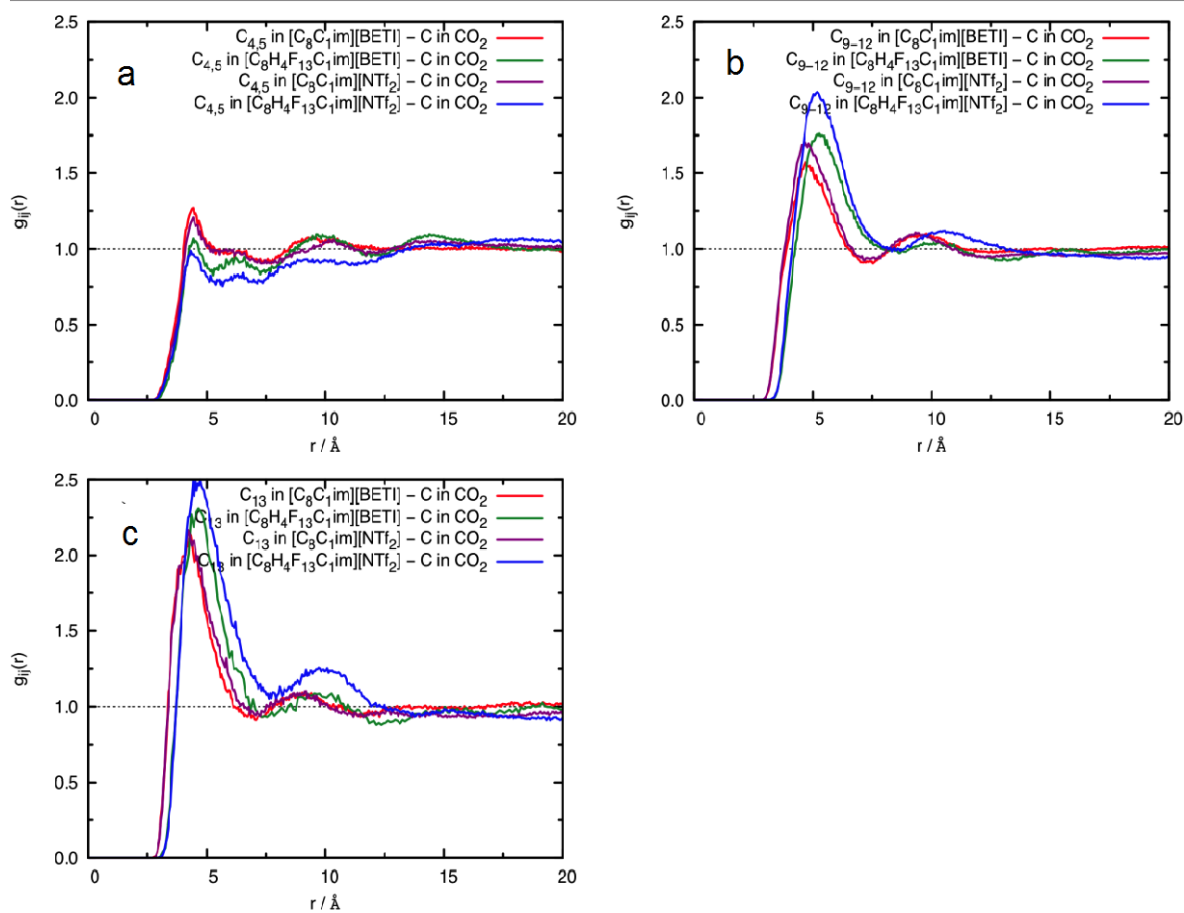 a
C4,5 in [C8C1im][BETI] – C in CO2
C4,5 in [C8H4F13C1im][BETI] – C in CO2
C4,5 in [C8C1im][NTf2] – C in CO2
C4,5 in [C8H4F13C1im][NTf2] – C in CO2
gij(r)
2.5
2.0
1.5
1.0
0.5
0.0
0 5 10 15 20
r / Å
b
C9–12 in [C8C1im][BETI] – C in CO2
C9–12 in [C8H4F13C1im][BETI] – C in CO2
C9–12 in [C8C1im][NTf2] – C in CO2
C9–12 in [C8H4F13C1im][NTf2] – C in CO2
gij(r)
2.5
2.0
1.5
1.0
0.5
0.0
0 5 10 15 20
r / Å
c
C13 in [C8C1im][BETI] – C in CO2
C13 in [C8H4F13C1im][BETI] – C in CO2
C13 in [C8C1im][NTf2] – C in CO2
C13 in [C8H4F13C1im][NTf2] – C in CO2
gij(r)
2.5
2.0
1.5
1.0
0.5
0.0
0 5 10 15 20
r / Å